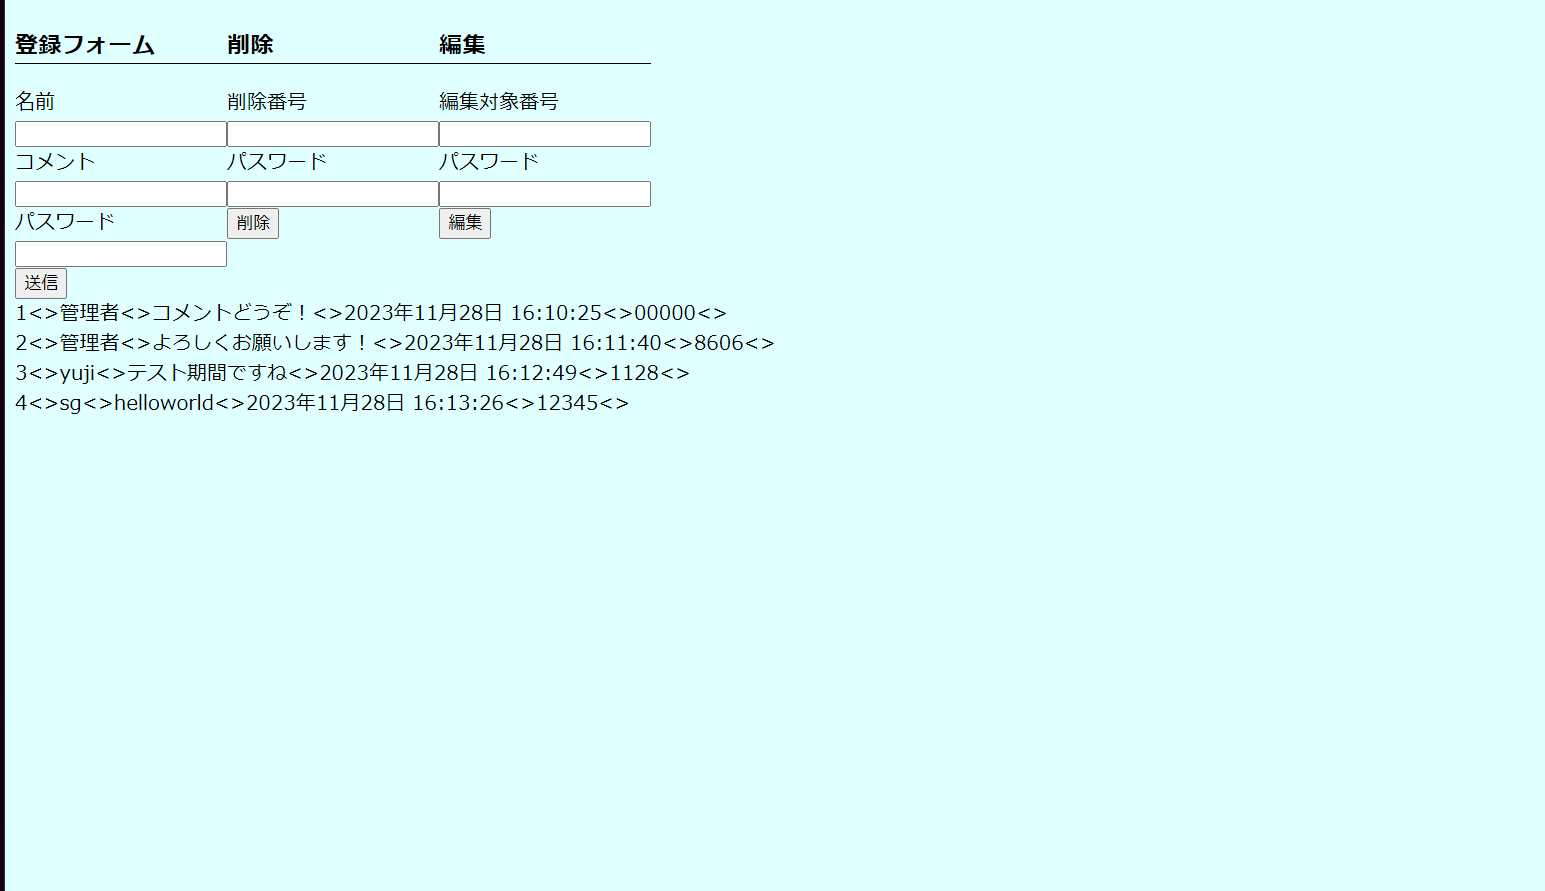 登録フォーム 削除 編集
名前 削除番号 編集対象番号
コメント パスワード パスワード
パスワード 削除 編集
送信
1<>管理者<>コメントどうぞ！<>2023年11月28日 16:10:25<>00000<>
2<>管理者<>よろしくお願いします！<>2023年11月28日 16:11:40<>8606<>
3<>yuji<>テスト期間ですね<>2023年11月28日 16:12:49<>1128<>
4<>sg<>helloworld<>2023年11月28日 16:13:26<>12345<>